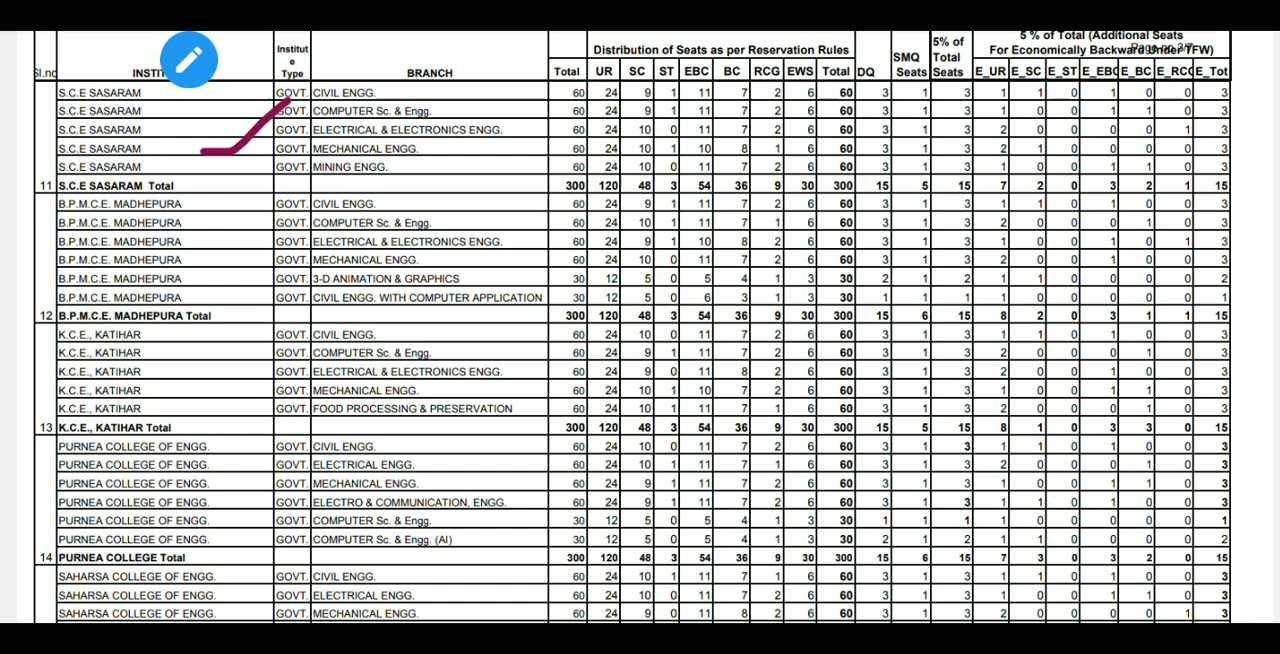 5 % of Total (Additional Seats
Distribution of Seats as per Reservation Rules 5% of Total Seats For Economically Backward Under TFW)
Page no 3/7
Sl.no INSTIT Institut e Type BRANCH Total UR SC ST EBC BC RCG EWS Total DQ SMQ Seats E_UR E_SC E_ST E_EBC E_BC E_RCG E_Tot
S.C.E SASARAM GOVT. CIVIL ENGG. 60 24 9 1 11 7 2 6 60 3 1 3 1 1 0 1 0 0 3
S.C.E SASARAM GOVT. COMPUTER Sc. & Engg. 60 24 9 1 11 7 2 6 60 3 1 3 1 0 0 1 1 0 3
S.C.E SASARAM GOVT. ELECTRICAL & ELECTRONICS ENGG. 60 24 10 0 11 7 2 6 60 3 1 3 2 0 0 0 0 1 3
S.C.E SASARAM GOVT. MECHANICAL ENGG. 60 24 10 1 10 8 1 6 60 3 1 3 2 1 0 0 0 0 3
S.C.E SASARAM GOVT. MINING ENGG. 60 24 10 0 11 7 2 6 60 3 1 3 1 0 0 1 1 0 3
11 S.C.E SASARAM Total 300 120 48 3 54 36 9 30 300 15 5 15 7 2 0 3 2 1 15
B.P.M.C.E. MADHEPURA GOVT. CIVIL ENGG. 60 24 9 1 11 7 2 6 60 3 1 3 1 1 0 1 0 0 3
B.P.M.C.E. MADHEPURA GOVT. COMPUTER Sc. & Engg. 60 24 10 1 11 7 1 6 60 3 1 3 2 0 0 0 1 0 3
B.P.M.C.E. MADHEPURA GOVT. ELECTRICAL & ELECTRONICS ENGG. 60 24 9 1 10 8 2 6 60 3 1 3 1 0 0 1 0 1 3
B.P.M.C.E. MADHEPURA GOVT. MECHANICAL ENGG. 60 24 10 0 11 7 2 6 60 3 1 3 2 0 0 1 0 0 3
B.P.M.C.E. MADHEPURA GOVT. 3-D ANIMATION & GRAPHICS 30 12 5 0 5 4 1 3 30 2 1 2 1 1 0 0 0 0 2
B.P.M.C.E. MADHEPURA GOVT. CIVIL ENGG. WITH COMPUTER APPLICATION 30 12 5 0 6 3 1 3 30 1 1 1 1 0 0 0 0 0 1
12 B.P.M.C.E. MADHEPURA Total 300 120 48 3 54 36 9 30 300 15 6 15 8 2 0 3 1 1 15
K.C.E., KATIHAR GOVT. CIVIL ENGG. 60 24 10 0 11 7 2 6 60 3 1 3 1 1 0 1 0 0 3
K.C.E., KATIHAR GOVT. COMPUTER Sc. & Engg. 60 24 9 1 11 7 2 6 60 3 1 3 2 0 0 0 1 0 3
K.C.E., KATIHAR GOVT. ELECTRICAL & ELECTRONICS ENGG. 60 24 9 0 11 8 2 6 60 3 1 3 2 0 0 1 0 0 3
K.C.E., KATIHAR GOVT. MECHANICAL ENGG. 60 24 10 1 10 7 2 6 60 3 1 3 1 0 0 1 1 0 3
K.C.E., KATIHAR GOVT. FOOD PROCESSING & PRESERVATION 60 24 10 1 11 7 1 6 60 3 1 3 2 0 0 0 1 0 3
13 K.C.E., KATIHAR Total 300 120 48 3 54 36 9 30 300 15 5 15 8 1 0 3 3 0 15
PURNEA COLLEGE OF ENGG. GOVT. CIVIL ENGG. 60 24 10 0 11 7 2 6 60 3 1 3 1 1 0 1 0 0 3
PURNEA COLLEGE OF ENGG. GOVT. ELECTRICAL ENGG. 60 24 10 1 11 7 1 6 60 3 1 3 2 0 0 0 1 0 3
PURNEA COLLEGE OF ENGG. GOVT. MECHANICAL ENGG. 60 24 9 1 11 7 2 6 60 3 1 3 1 0 0 1 1 0 3
PURNEA COLLEGE OF ENGG. GOVT. ELECTRO & COMMUNICATION, ENGG. 60 24 9 1 11 7 2 6 60 3 1 3 1 1 0 1 0 0 3
PURNEA COLLEGE OF ENGG. GOVT. COMPUTER Sc. & Engg. 30 12 5 0 5 4 1 3 30 1 1 1 1 0 0 0 0 0 1
PURNEA COLLEGE OF ENGG. GOVT. COMPUTER Sc. & Engg. (AI) 30 12 5 0 5 4 1 3 30 2 1 2 1 1 0 0 0 0 2
14 PURNEA COLLEGE Total 300 120 48 3 54 36 9 30 300 15 6 15 7 3 0 3 2 0 15
SAHARSA COLLEGE OF ENGG. GOVT. CIVIL ENGG. 60 24 10 1 11 7 1 6 60 3 1 3 1 1 0 1 0 0 3
SAHARSA COLLEGE OF ENGG. GOVT. ELECTRICAL ENGG. 60 24 10 0 11 7 2 6 60 3 1 3 1 0 0 1 1 0 3
SAHARSA COLLEGE OF ENGG. GOVT. MECHANICAL ENGG. 60 24 9 0 11 8 2 6 60 3 1 3 2 0 0 0 0 1 3